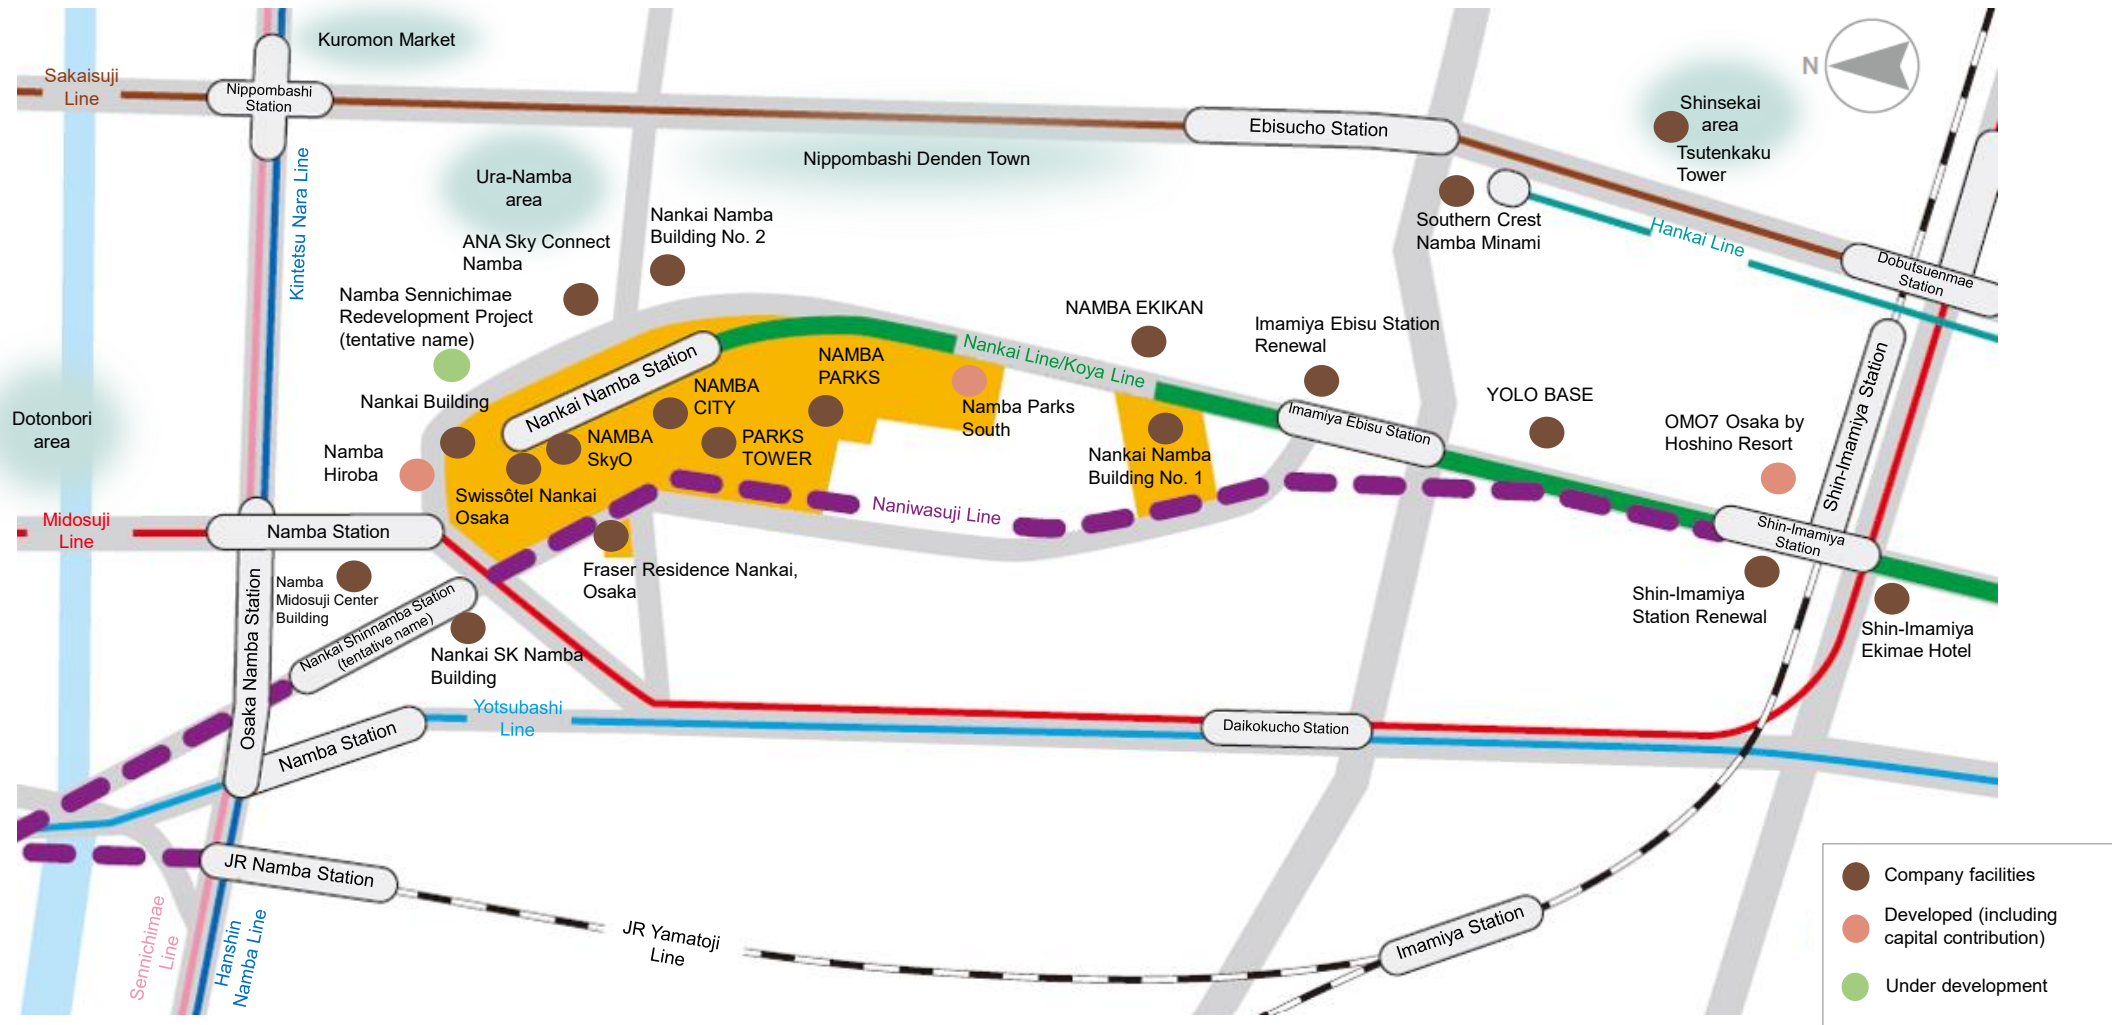 Kuromon Market
Sakaisuji
Line
Nippombashi
Station
Kintetsu Nara Line
Ura-Namba
area
Nippombashi Denden Town
Ebisucho Station
N
Shinsekai
area
Tsutenkaku
Tower
Southern Crest
Namba Minami
Hankai Line
Dobutsuenmae
Station
ANA Sky Connect
Namba
Nankai Namba
Building No. 2
Namba Sennichimae
Redevelopment Project
(tentative name)
Nankai Building
Nankai Namba Station
NAMBA
CITY
NAMBA
PARKS
Nankai Line/Koya Line
NAMBA EKIKAN
Imamiya Ebisu Station
Renewal
Namba Parks
South
Imamiya Ebisu Station
YOLO BASE
OMO7 Osaka by
Hoshino Resort
Shin-Imamiya Station
Dotonbori
area
Namba
Hiroba
NAMBA
SkyO
PARKS
TOWER
Nankai Namba
Building No. 1
Swissôtel Nankai
Osaka
Naniwasuji Line
Midosuji
Line
Namba Station
Shin-Imamiya
Station
Fraser Residence Nankai,
Osaka
Namba
Midosuji Center
Building
Nankai Shinnamba Station
(tentative name)
Nankai SK Namba
Building
Shin-Imamiya
Station Renewal
Shin-Imamiya
Ekimae Hotel
Osaka Namba Station
Namba Station
Yotsubashi
Line
Daikokucho Station
JR Namba Station
Sennichimae
Line
Hanshin
Namba Line
JR Yamatoji
Line
Imamiya Station
Company facilities
Developed (including
capital contribution)
Under development